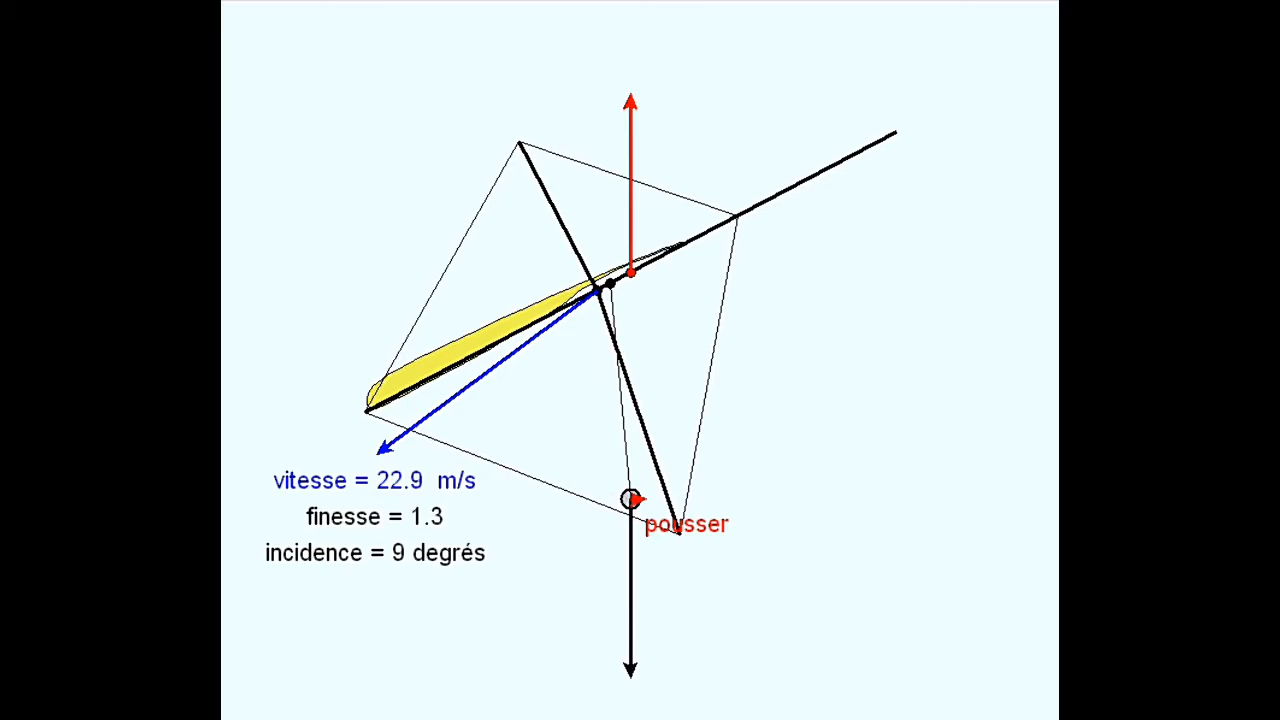 vitesse = 22.9 m/s
finesse = 1.3
pousser
incidence = 9 degrés